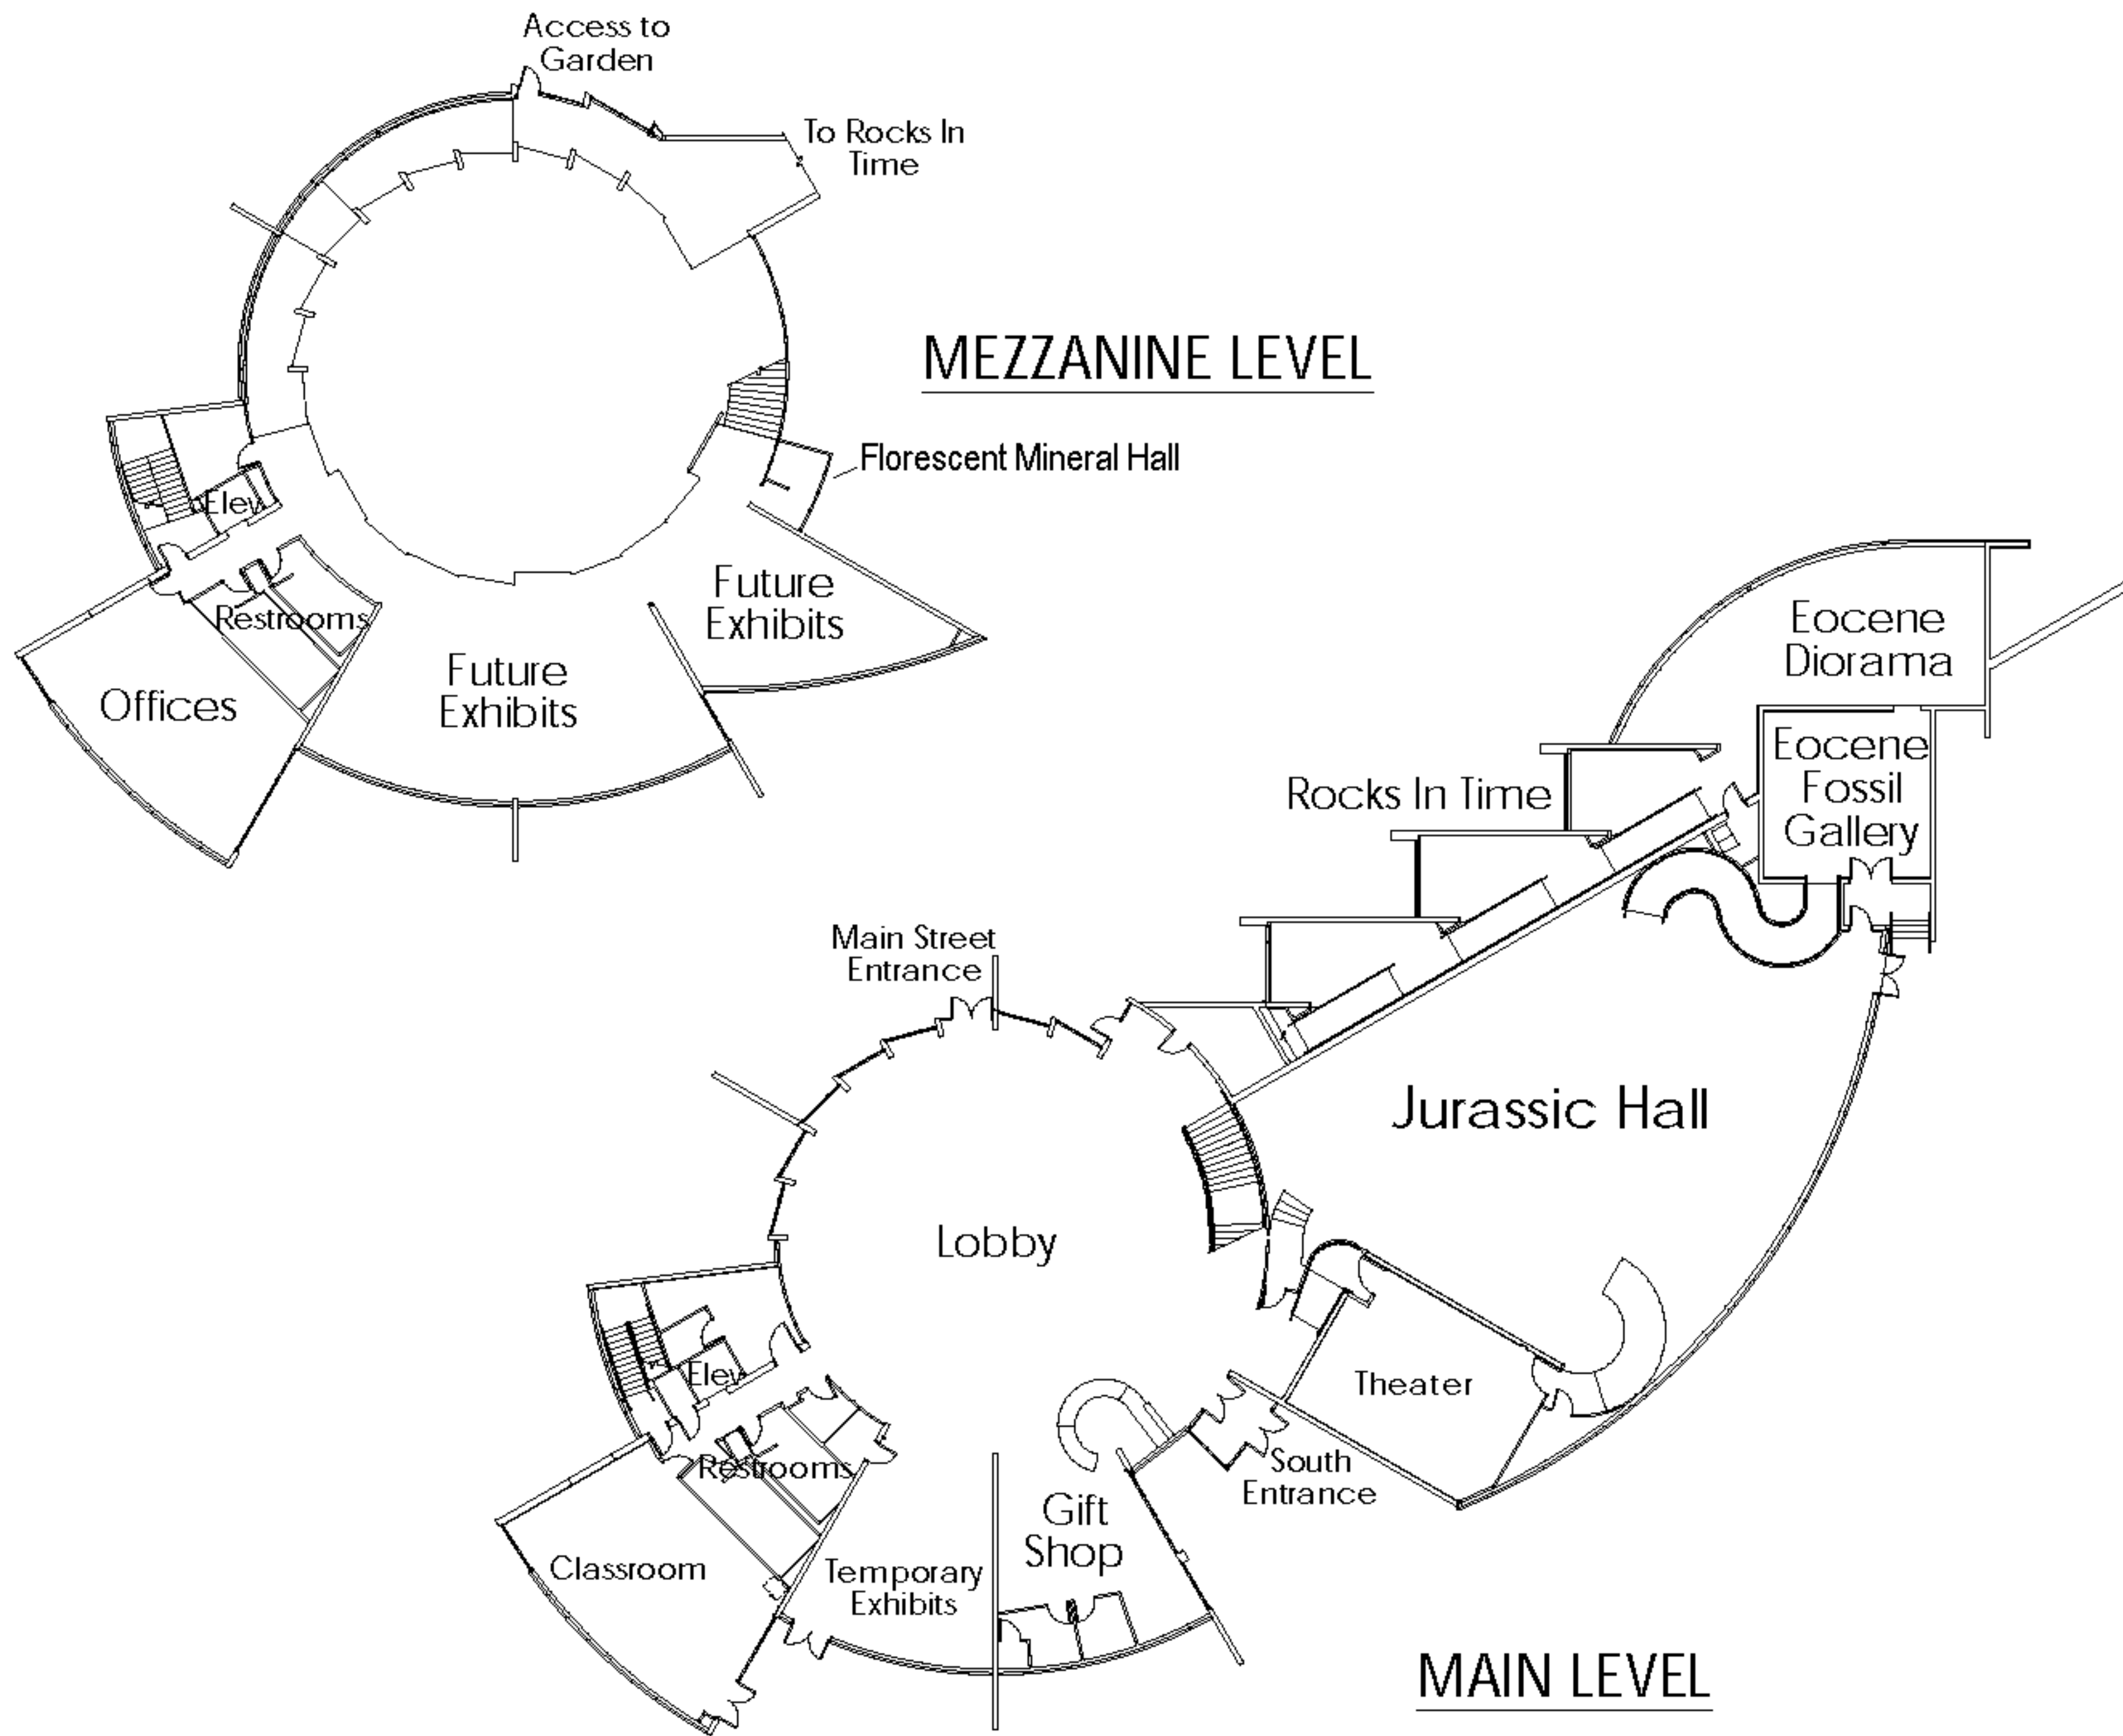 Access to
Garden
To Rocks In
Time
MEZZANINE LEVEL
Florescent Mineral Hall
Elev
Restrooms
Offices
Future
Exhibits
Future
Exhibits
Eocene
Diorama
Eocene
Fossil
Gallery
Rocks In Time
Main Street
Entrance
Jurassic Hall
Lobby
Elev
Restrooms
Classroom
Temporary
Exhibits
Gift
Shop
South
Entrance
Theater
MAIN LEVEL